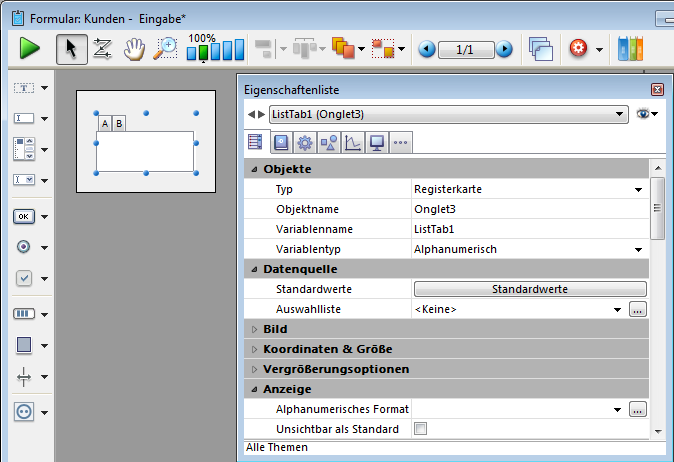 Formular: Kunden - Eingabe*
100%
1/1
Eigenschaftenliste
ListTab1 (Onglet3)
A B
Objekte
Typ Registerkarte
Objektname Onglet3
Variablenname ListTab1
Variablentyp Alphanumerisch
Datenquelle
Standardwerte Standardwerte
Auswahlliste <Keine> ...
Bild
Koordinaten & Größe
Vergrößerungsoptionen
Anzeige
Alphanumerisches Format ...
Unsichtbar als Standard
Alle Themen
OK